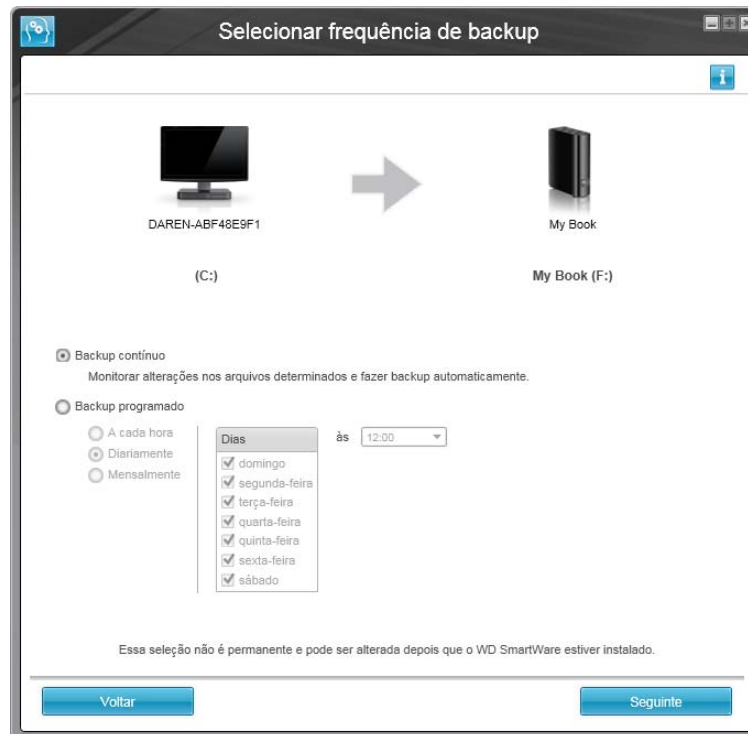 Selecionar frequência de backup
DAREN-ABF48E9F1
My Book
(C:)
My Book (F:)
Backup contínuo
Monitorar alterações nos arquivos determinados e fazer backup automaticamente.
Backup programado
A cada hora
Diariamente
Mensalmente
Dias
domingo
segunda-feira
terça-feira
quarta-feira
quinta-feira
sexta-feira
sábado
às
12:00
Essa seleção não é permanente e pode ser alterada depois que o WD SmartWare estiver instalado.
Voltar
Seguinte